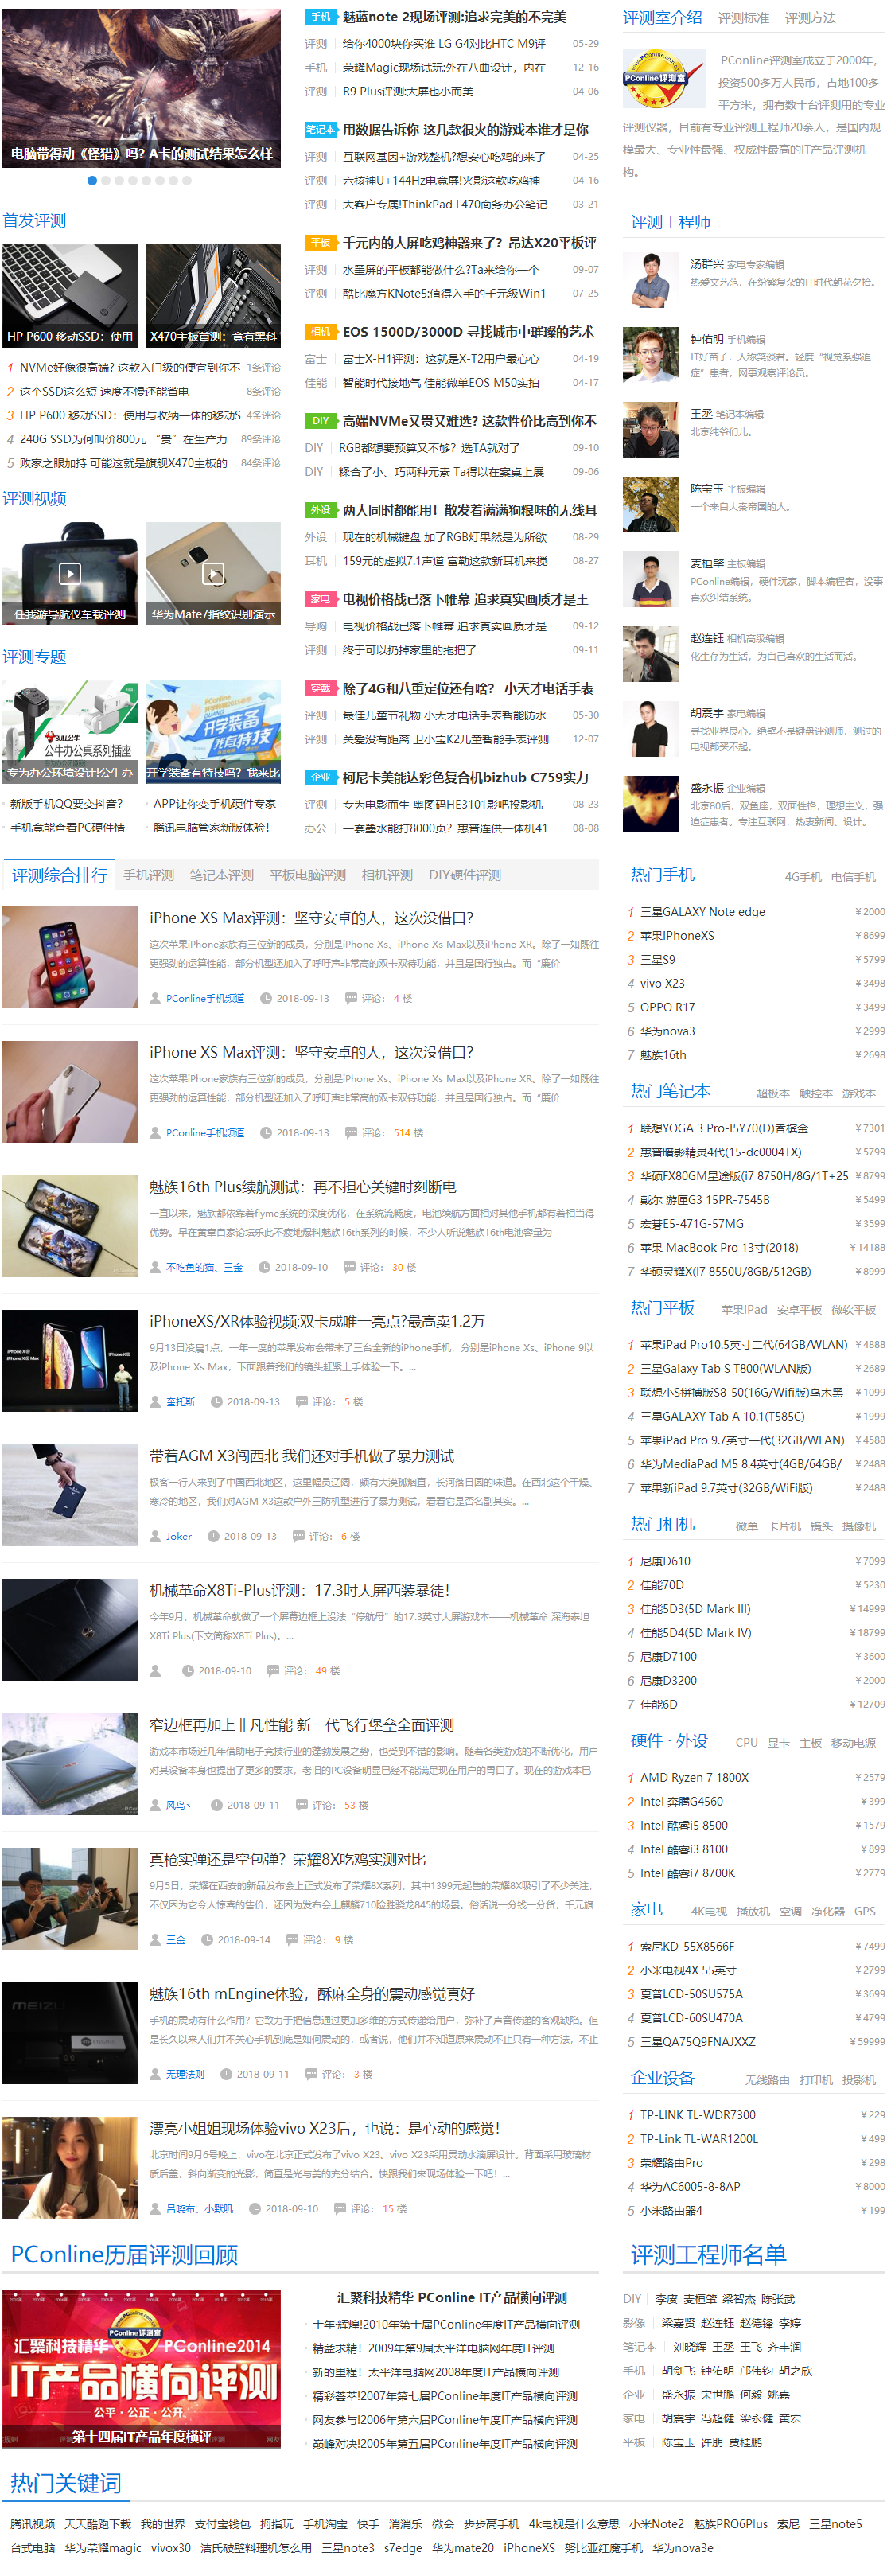 电脑带得动《怪猎》吗? A卡的测试结果怎么样
首发评测
HP P600 移动SSD：使用
X470主板首测：竟有黑科
1 NVMe好像很高端? 这款入门级的便宜到你不 1条评论
2 这个SSD这么短 速度不慢还能省电 8条评论
3 HP P600 移动SSD：使用与收纳一体的移动S 4条评论
4 240G SSD为何叫价800元 “贵”在生产力 89条评论
5 败家之眼加持 可能这就是旗舰X470主板的 84条评论
评测视频
任我游导航仪车载评测
华为Mate7指纹识别演示
评测专题
公牛办公桌系列插座
专为办公环境设计!公牛办
开学装备有特技吗? 我来比
新版手机QQ要变抖音?
APP让你变手机硬件专家
手机竟能查看PC硬件情
腾讯电脑管家新版体验!
手机 魅蓝note 2现场评测:追求完美的不完美
评测 给你4000块你买谁 LG G4对比HTC M9评 05-29
手机 荣耀Magic现场试玩:外在八曲设计，内在 12-16
评测 R9 Plus评测:大屏也小而美 04-06
笔记本 用数据告诉你 这几款很火的游戏本谁才是你
评测 互联网基因+游戏整机?想安心吃鸡的来了 04-25
评测 六核神U+144Hz电竞屏!火影这款吃鸡神 04-16
评测 大客户专属!ThinkPad L470商务办公笔记 03-21
平板 千元内的大屏吃鸡神器来了? 昂达X20平板评
评测 水墨屏的平板都能做什么?Ta来给你一个 09-07
评测 酷比魔方KNote5:值得入手的千元级Win1 07-25
相机 EOS 1500D/3000D 寻找城市中璀璨的艺术
富士 富士X-H1评测：这就是X-T2用户最心心 04-19
佳能 智能时代接地气 佳能微单EOS M50实拍 04-17
DIY 高端NVMe又贵又难选? 这款性价比高到你不
DIY RGB都想要预算又不够? 选TA就对了 09-10
DIY 糅合了小、巧两种元素 Ta得以在案桌上展 09-06
外设 两人同时都能用！散发着满满狗粮味的无线耳
外设 现在的机械键盘 加了RGB灯果然是为所欲 08-29
耳机 159元的虚拟7.1声道 富勒这款新耳机来搅 08-27
家电 电视价格战已落下帷幕 追求真实画质才是王
导购 电视价格战已落下帷幕 追求真实画质才是 09-12
评测 终于可以扔掉家里的拖把了 09-11
穿戴 除了4G和八重定位还有啥? 小天才电话手表
评测 最佳儿童节礼物 小天才电话手表智能防水 05-30
评测 关爱没有距离 卫小宝K2儿童智能手表评测 12-07
企业 柯尼卡美能达彩色复合机bizhub C759实力
评测 专为电影而生 奥图码HE3101影吧投影机 08-23
办公 一套墨水能打8000页? 惠普连供一体机41 08-08
评测室介绍 评测标准 评测方法
PConline评测室成立于2000年，
投资500多万人民币，占地100多
平方米，拥有数十台评测用的专业
评测仪器，目前有专业评测工程师20余人，是国内规
模最大、专业性最强、权威性最高的IT产品评测机
构。
评测工程师
汤群兴 家电专家编辑
热爱文艺范，在纷繁复杂的IT时代朝花夕拾。
钟佑明 手机编辑
IT好苗子，人称笑谈君。轻度“视觉系强迫
症”患者，网事观察评论员。
王丞 笔记本编辑
北京纯爷们儿。
陈宝玉 平板编辑
一个来自大秦帝国的人。
麦桓肇 主板编辑
PConline编辑，硬件玩家，脚本编程者，没事
喜欢纠结系统。
赵连钰 相机高级编辑
化生存为生活，为自己喜欢的生活而活。
胡震宇 家电编辑
寻找业界良心，绝壁不是键盘评测师，测过的
电视都买不起。
盛永振 企业编辑
北京80后，双鱼座，双面性格，理想主义，强
迫症患者。专注互联网，热衷新闻、设计。
评测综合排行 手机评测 笔记本评测 平板电脑评测 相机评测 DIY硬件评测
iPhone XS Max评测：坚守安卓的人，这次没借口?
这次苹果iPhone家族有三位新的成员，分别是iPhone Xs、iPhone Xs Max以及iPhone XR。除了一如既往
更强劲的运算性能，部分机型还加入了呼吁声非常高的双卡双待功能，并且是国行独占。而“廉价
PConline手机频道 2018-09-13 评论： 4 楼
iPhone XS Max评测：坚守安卓的人，这次没借口?
这次苹果iPhone家族有三位新的成员，分别是iPhone Xs、iPhone Xs Max以及iPhone XR。除了一如既往
更强劲的运算性能，部分机型还加入了呼吁声非常高的双卡双待功能，并且是国行独占。而“廉价
PConline手机频道 2018-09-13 评论： 514 楼
魅族16th Plus续航测试：再不担心关键时刻断电
一直以来，魅族都依靠着flyme系统的深度优化，在系统流畅度，电池续航方面相对其他手机都有着相当得
优势。早在黄章自家论坛乐此不疲地爆料魅族16th系列的时候，不少人听说魅族16th电池容量为
不吃鱼的猫、三金 2018-09-10 评论： 30 楼
iPhoneXS/XR体验视频:双卡成唯一亮点?最高卖1.2万
9月13日凌晨1点，一年一度的苹果发布会带来了三台全新的iPhone手机，分别是iPhone Xs、iPhone 9以
及iPhone Xs Max，下面跟着我们的镜头赶紧上手体验一下。...
奎托斯 2018-09-13 评论： 5 楼
带着AGM X3闯西北 我们还对手机做了暴力测试
极客一行人来到了中国西北地区，这里幅员辽阔，颇有大漠孤烟直，长河落日圆的味道。在西北这个干燥、
寒冷的地区，我们对AGM X3这款户外三防机型进行了暴力测试，看看它是否名副其实。...
Joker 2018-09-13 评论： 6 楼
机械革命X8Ti-Plus评测：17.3吋大屏西装暴徒!
今年9月，机械革命就做了一个屏幕边框上没法“停航母”的17.3英寸大屏游戏本——机械革命 深海泰坦
X8Ti Plus(下文简称X8Ti Plus)。...
2018-09-10 评论： 49 楼
窄边框再加上非凡性能 新一代飞行堡垒全面评测
游戏本市场近几年借助电子竞技行业的蓬勃发展之势，也受到不错的影响。随着各类游戏的不断优化，用户
对其设备本身也提出了更多的要求，老旧的PC设备明显已经不能满足现在用户的胃口了。现在的游戏本已
风鸟丶 2018-09-11 评论： 53 楼
真枪实弹还是空包弹? 荣耀8X吃鸡实测对比
9月5日，荣耀在西安的新品发布会上正式发布了荣耀8X系列，其中1399元起售的荣耀8X吸引了不少关注，
不仅因为它令人惊喜的售价，还因为发布会上麒麟710险胜骁龙845的场景。俗话说一分钱一分货，千元旗
三金 2018-09-14 评论： 9 楼
魅族16th mEngine体验，酥麻全身的震动感觉真好
手机的震动有什么作用? 它致力于把信息通过更加多维的方式传递给用户，弥补了声音传递的客观缺陷。但
是长久以来人们并不关心手机到底是如何震动的，或者说，他们并不知道原来震动不止只有一种方法，不止
无理法则 2018-09-11 评论： 3 楼
漂亮小姐姐现场体验vivo X23后，也说：是心动的感觉!
北京时间9月6号晚上，vivo在北京正式发布了vivo X23。vivo X23采用灵动水滴屏设计。背面采用玻璃材
质后盖，斜向渐变的光影，简直是光与美的充分结合。快跟我们来现场体验一下吧！...
吕晓布、小默叽 2018-09-10 评论： 15 楼
热门手机 4G手机 电信手机
1 三星GALAXY Note edge ￥2000
2 苹果iPhoneXS ￥8699
3 三星S9 ￥5799
4 vivo X23 ￥3498
5 OPPO R17 ￥3499
6 华为nova3 ￥2999
7 魅族16th ￥2698
热门笔记本 超极本 触控本 游戏本
1 联想YOGA 3 Pro-I5Y70(D)香槟金 ￥7301
2 惠普暗影精灵4代(15-dc0004TX) ￥5799
3 华硕FX80GM星途版(i7 8750H/8G/1T+25 ￥8799
4 戴尔 游匣G3 15PR-7545B ￥5499
5 宏碁E5-471G-57MG ￥3599
6 苹果 MacBook Pro 13寸(2018) ￥14188
7 华硕灵耀X(i7 8550U/8GB/512GB) ￥8999
热门平板 苹果iPad 安卓平板 微软平板
1 苹果iPad Pro10.5英寸二代(64GB/WLAN) ￥4888
2 三星Galaxy Tab S T800(WLAN版) ￥2689
3 联想小S拼搏版S8-50(16G/Wifi版)乌木黑 ￥1099
4 三星GALAXY Tab A 10.1(T585C) ￥1999
5 苹果iPad Pro 9.7英寸一代(32GB/WLAN) ￥4588
6 华为MediaPad M5 8.4英寸(4GB/64GB/ ￥2488
7 苹果新iPad 9.7英寸(32GB/WiFi版) ￥2488
热门相机 微单 卡片机 镜头 摄像机
1 尼康D610 ￥7099
2 佳能70D ￥5230
3 佳能5D3(5D Mark III) ￥14999
4 佳能5D4(5D Mark IV) ￥18799
5 尼康D7100 ￥3600
6 尼康D3200 ￥2000
7 佳能6D ￥12709
硬件 · 外设 CPU 显卡 主板 移动电源
1 AMD Ryzen 7 1800X ￥2579
2 Intel 奔腾G4560 ￥399
3 Intel 酷睿i5 8500 ￥1579
4 Intel 酷睿i3 8100 ￥899
5 Intel 酷睿i7 8700K ￥2779
家电 4K电视 播放机 空调 净化器 GPS
1 索尼KD-55X8566F ￥7499
2 小米电视4X 55英寸 ￥2799
3 夏普LCD-50SU575A ￥3699
4 夏普LCD-60SU470A ￥4799
5 三星QA75Q9FNAJXXZ ￥59999
企业设备 无线路由 打印机 投影机
1 TP-LINK TL-WDR7300 ￥229
2 TP-Link TL-WAR1200L ￥499
3 荣耀路由Pro ￥298
4 华为AC6005-8-8AP ￥8000
5 小米路由器4 ￥199
PConline历届评测回顾
汇聚科技精华 PConline2014
IT产品横向评测
公平·公正·公开
第十四届IT产品年度横评
汇聚科技精华 PConline IT产品横向评测
十年·辉煌!2010年第十届PConline年度IT产品横向评测
精益求精！2009年第9届太平洋电脑网年度IT评测
新的里程！太平洋电脑网2008年度IT产品横向评测
精彩荟萃!2007年第七届PConline年度IT产品横向评测
网友参与!2006年第六届PConline年度IT产品横向评测
巅峰对决!2005年第五届PConline年度IT产品横向评测
评测工程师名单
DIY 李赓 麦桓肇 梁智杰 陈张武
影像 梁嘉贤 赵连钰 赵德锋 李婷
笔记本 刘晓辉 王丞 王飞 齐丰润
手机 胡剑飞 钟佑明 邝伟钧 胡之欣
企业 盛永振 宋世鹏 何毅 姚嘉
家电 胡震宇 冯超健 梁永健 黄宏
平板 陈宝玉 许朋 贾桂鹏
热门关键词
腾讯视频 天天酷跑下载 我的世界 支付宝钱包 拇指玩 手机淘宝 快手 消消乐 微会 步步高手机 4k电视是什么意思 小米Note2 魅族PRO6Plus 索尼 三星note5
台式电脑 华为荣耀magic vivox30 洁氏破壁料理机怎么用 三星note3 s7edge 华为mate20 iPhoneXS 努比亚红魔手机 华为nova3e